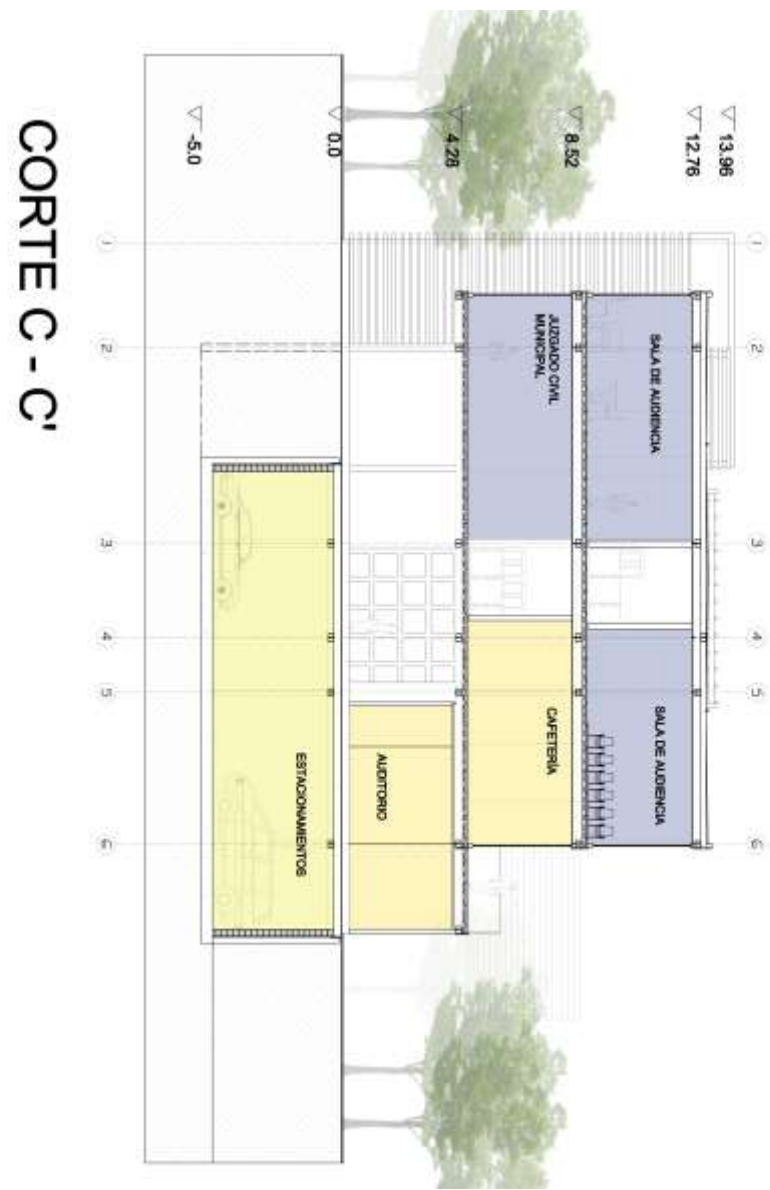 CORTE C - C'
13.96
12.76
8.52
4.28
0.0
-5.0
1
2
3
4
5
6
SALA DE AUDIENCIA
SALA DE AUDIENCIA
JUZGADO CIVIL
MUNICIPAL
CAFETERÍA
AUDITORIO
ESTACIONAMIENTOS
1
2
3
4
5
6